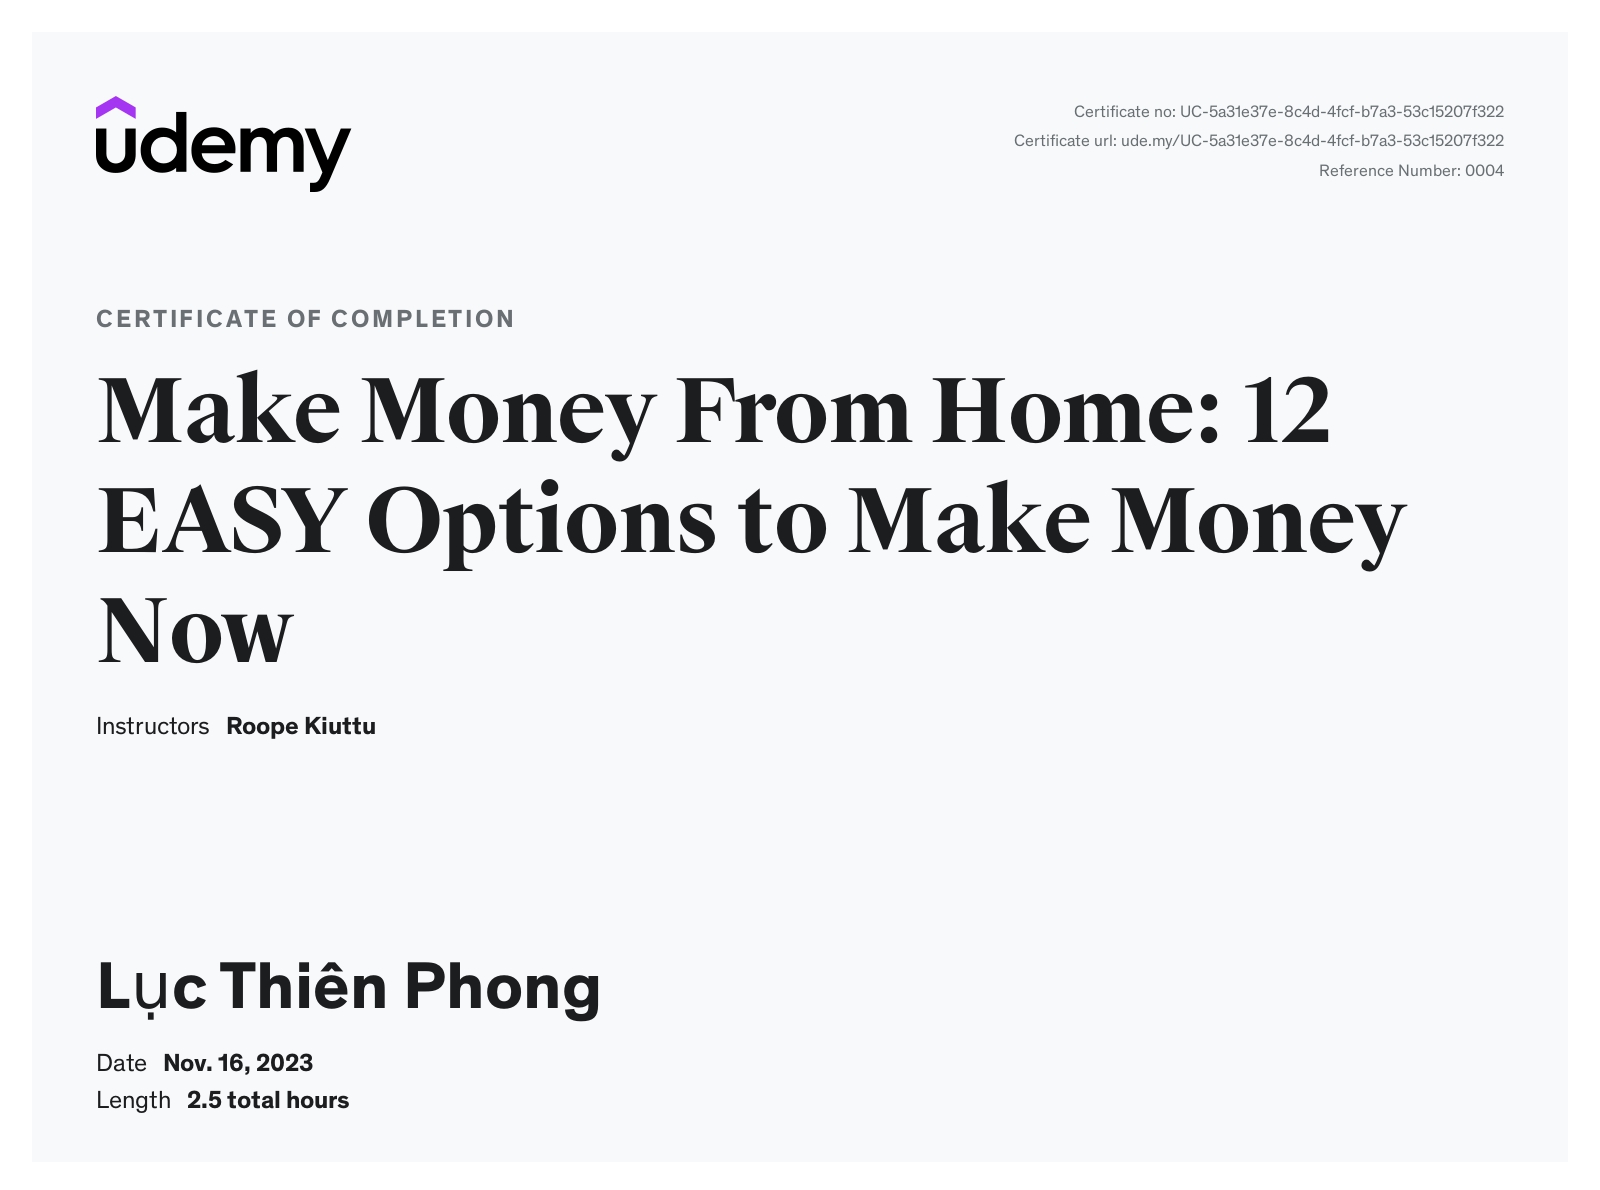 udemy
Certificate no: UC-5a31e37e-8c4d-4fcf-b7a3-53c15207f322
Certificate url: ude.my/UC-5a31e37e-8c4d-4fcf-b7a3-53c15207f322
Reference Number: 0004
CERTIFICATE OF COMPLETION
Make Money From Home: 12
EASY Options to Make Money
Now
Instructors Roope Kiuttu
Lục Thiên Phong
Date Nov. 16, 2023
Length 2.5 total hours